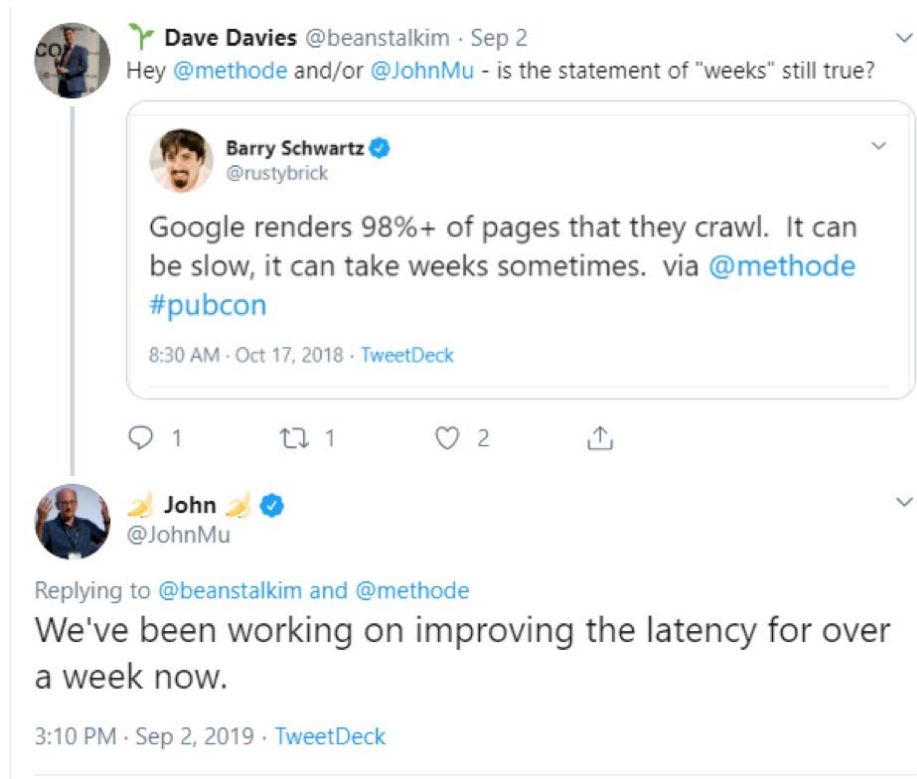 Dave Davies @beanstalkim · Sep 2
Hey @methode and/or @JohnMu - is the statement of "weeks" still true?
Barry Schwartz
@rustybrick
Google renders 98%+ of pages that they crawl. It can
be slow, it can take weeks sometimes. via @methode
#pubcon
8:30 AM · Oct 17, 2018 · TweetDeck
1 1 2
John
@JohnMu
Replying to @beanstalkim and @methode
We've been working on improving the latency for over
a week now.
3:10 PM · Sep 2, 2019 · TweetDeck